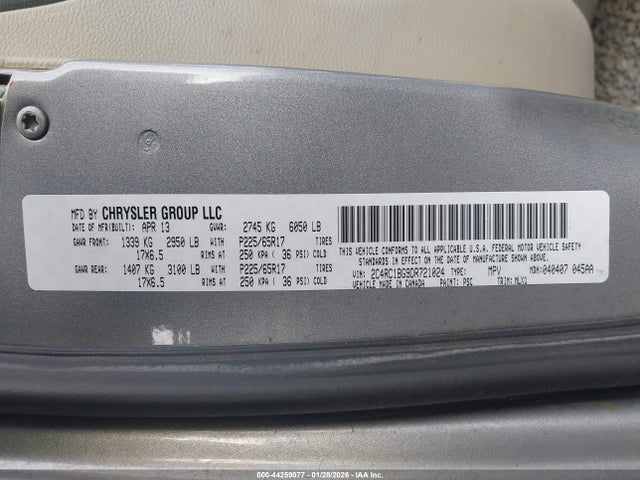 MFD BY CHRYSLER GROUP LLC
DATE OF MFR(BUILT): APR 13 GVWR: 2745 KG 6050 LB
GAWR FRONT: 1339 KG 2950 LB WITH P225/65R17 TIRES
17X6.5 RIMS AT 250 KPA ( 36 PSI) COLD
GAWR REAR: 1407 KG 3100 LB WITH P225/65R17 TIRES
17X6.5 RIMS AT 250 KPA ( 36 PSI) COLD
THIS VEHICLE CONFORMS TO ALL APPLICABLE U.S.A. FEDERAL MOTOR VEHICLE SAFETY
STANDARDS IN EFFECT ON THE DATE OF MANUFACTURE SHOWN ABOVE.
VIN: 2C4RC1BG9DR721024 TYPE: MPV MDH: 040407 045AA
VEHICLE MADE IN CANADA PAINT: PSC TRIM: MLV1
000-44259077 - 01/28/2026 - COPART